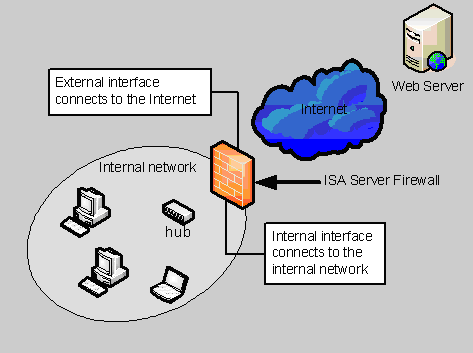 Web Server
External interface
connects to the Internet
Internet
Internal network
ISA Server Firewall
hub
Internal interface
connects to the
internal network